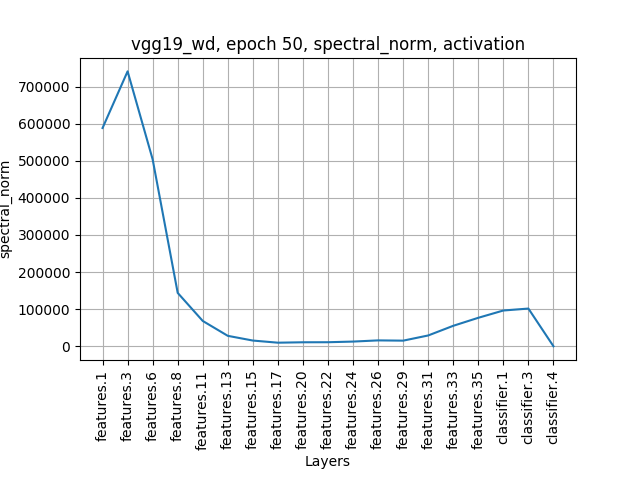 vgg19_wd, epoch 50, spectral_norm, activation
spectral_norm
700000
600000
500000
400000
300000
200000
100000
0
features.1
features.3
features.6
features.8
features.11
features.13
features.15
features.17
features.20
features.22
features.24
features.26
features.29
features.31
features.33
features.35
classifier.1
classifier.3
classifier.4
Layers